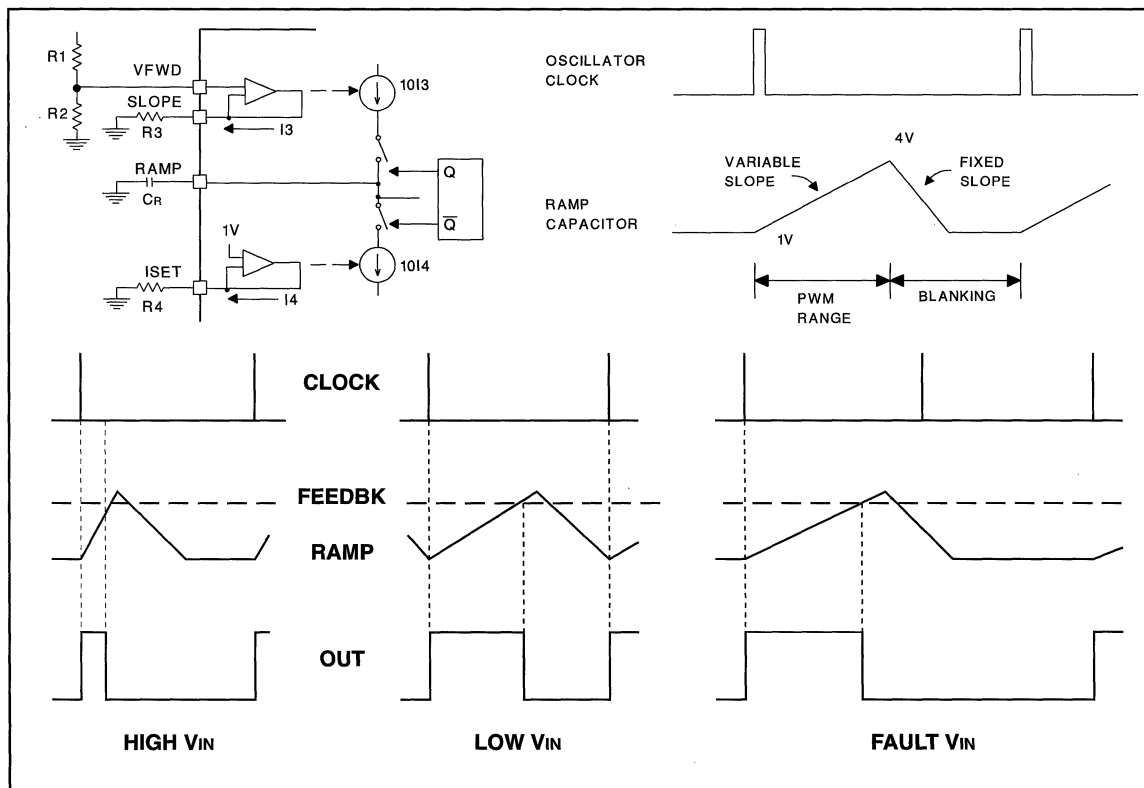 R1
VFWD
10I3
SLOPE
R2
R3
I3
RAMP
CR
Q
Q̅
1V
10I4
ISET
R4
I4
OSCILLATOR
CLOCK
4V
VARIABLE
SLOPE
FIXED
SLOPE
RAMP
CAPACITOR
1V
PWM
RANGE
BLANKING
CLOCK
FEEDBK
RAMP
OUT
HIGH VIN
LOW VIN
FAULT VIN